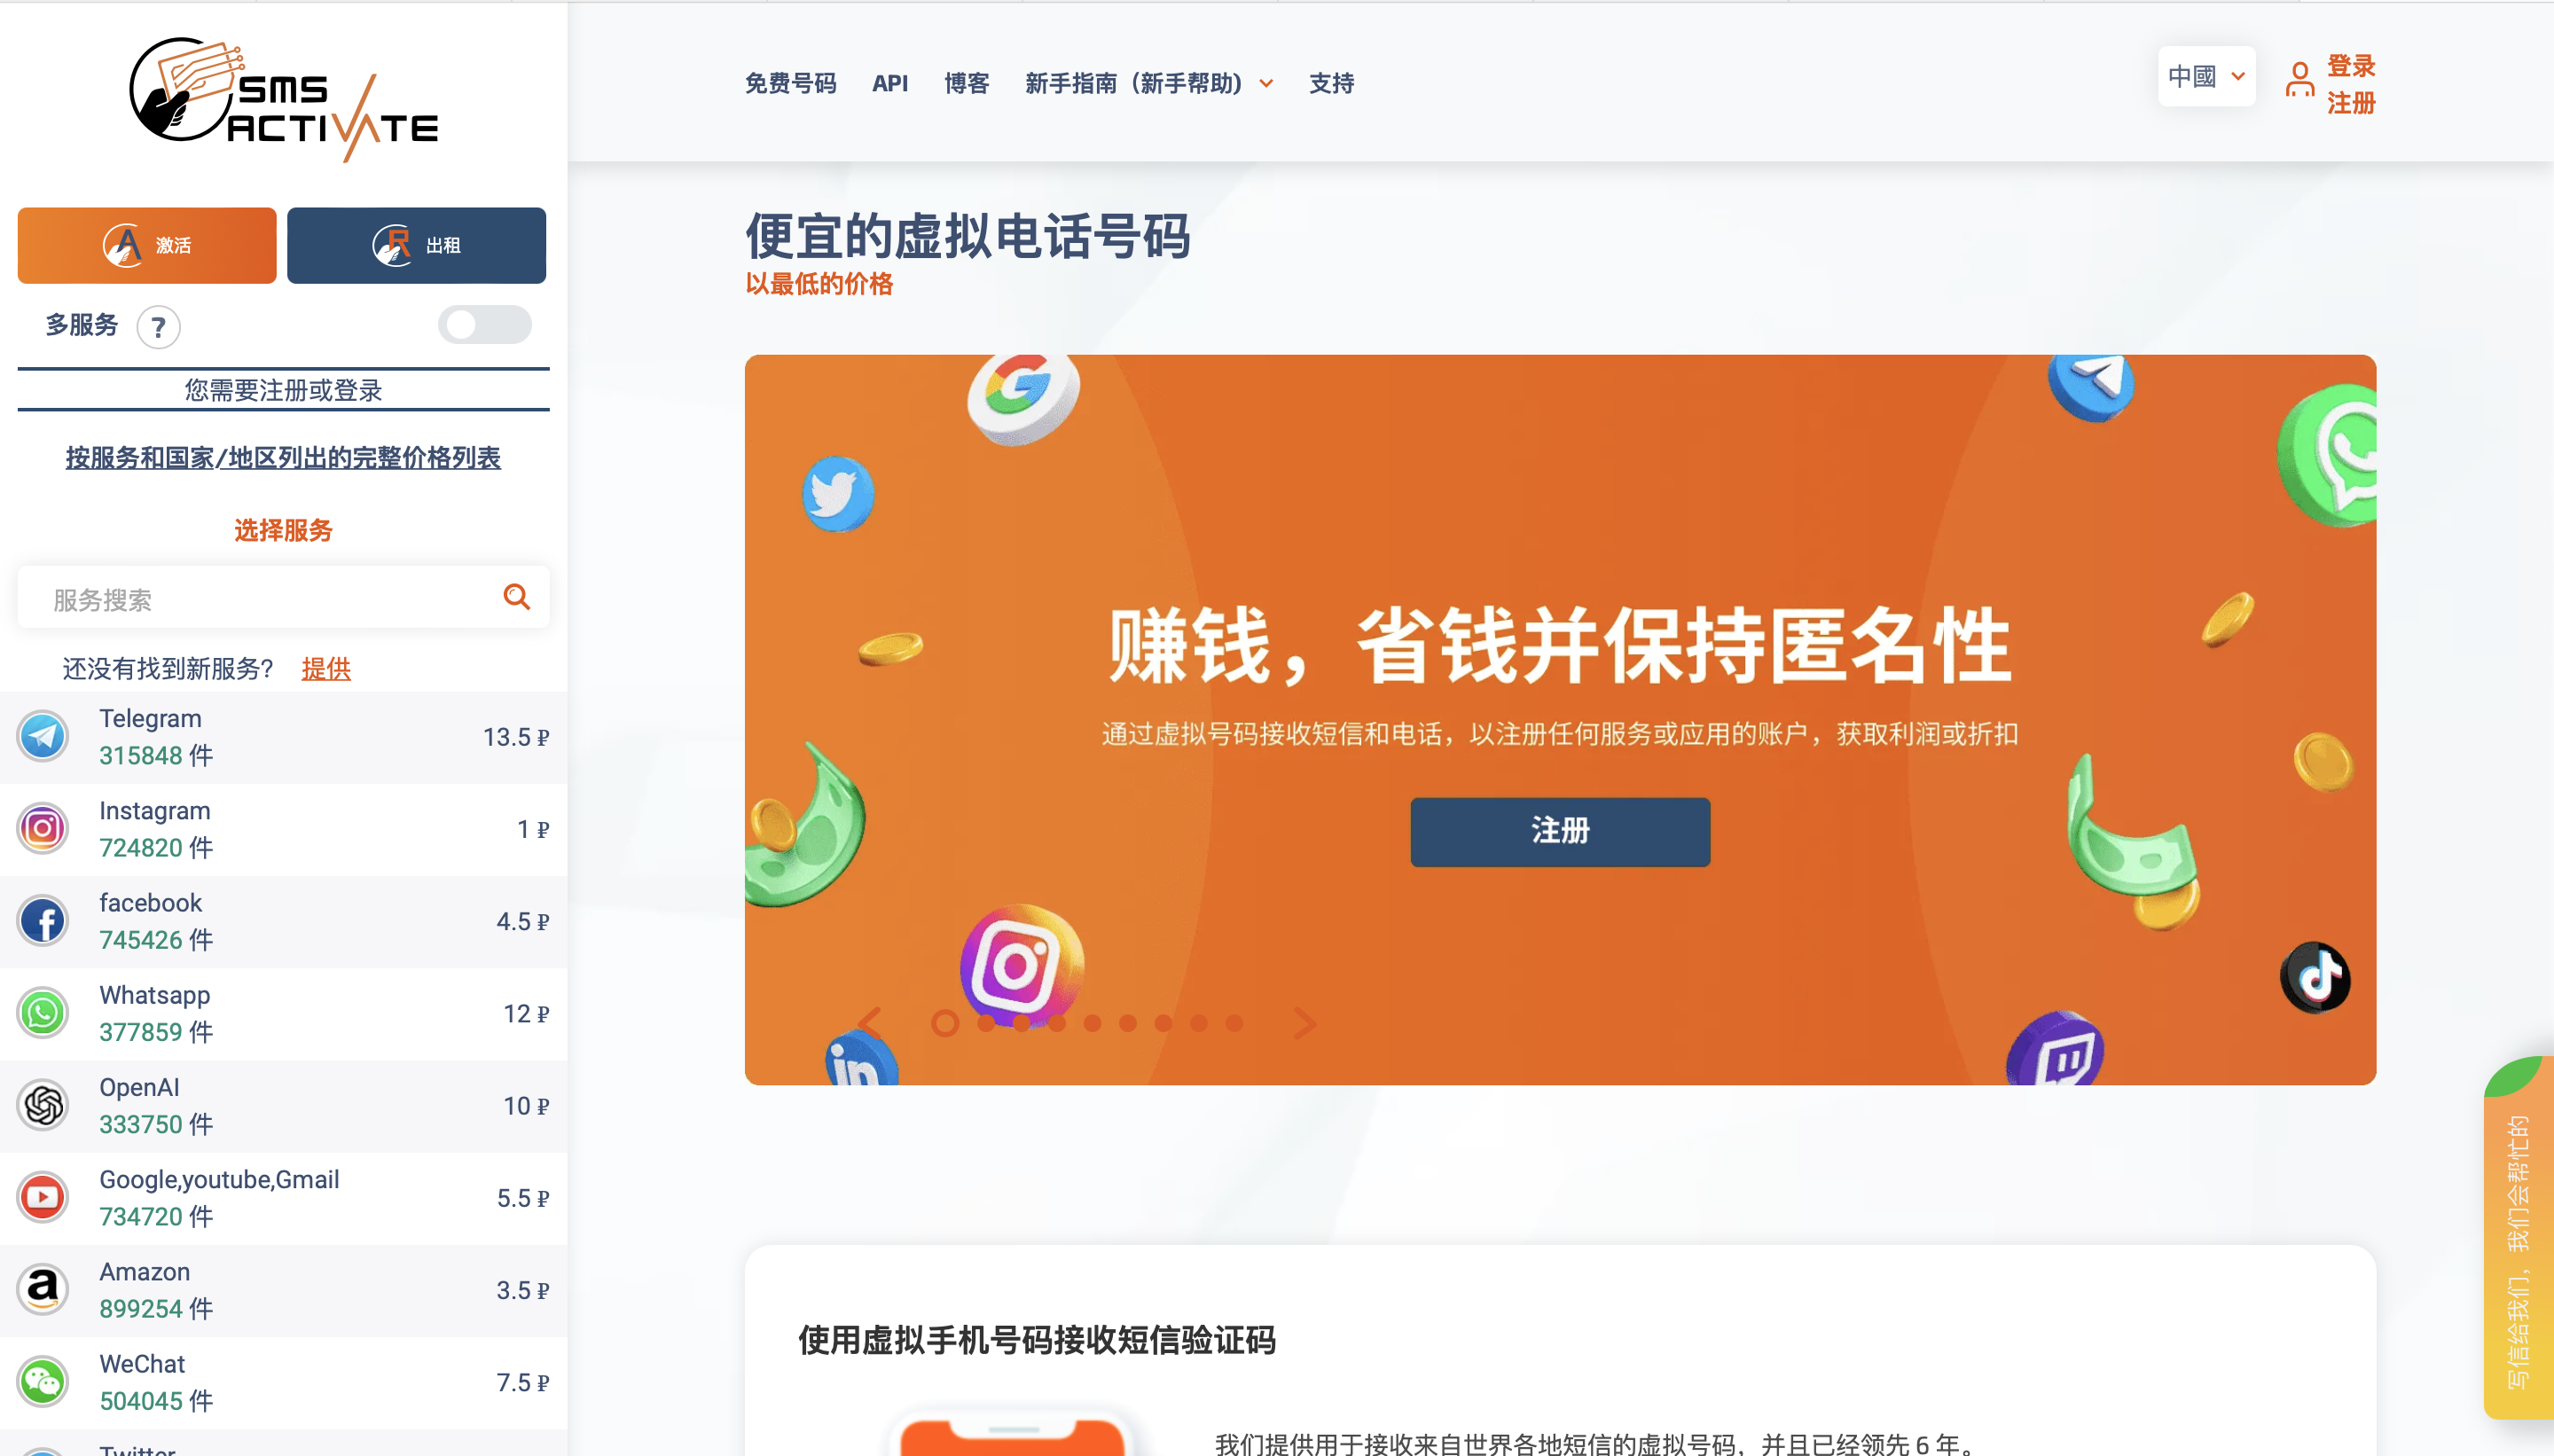 SMS
ACTIVATE
免费号码
API
博客
新手指南（新手帮助）
支持
中國
登录
注册
激活
出租
多服务 ?
您需要注册或登录
按服务和国家/地区列出的完整价格列表
选择服务
服务搜索
还没有找到新服务? 提供
Telegram
315848 件
13.5 ₽
Instagram
724820 件
1 ₽
facebook
745426 件
4.5 ₽
Whatsapp
377859 件
12 ₽
OpenAI
333750 件
10 ₽
Google,youtube,Gmail
734720 件
5.5 ₽
Amazon
899254 件
3.5 ₽
WeChat
504045 件
7.5 ₽
Twitter
便宜的虚拟电话号码
以最低的价格
赚钱，省钱并保持匿名性
通过虚拟号码接收短信和电话，以注册任何服务或应用的账户，获取利润或折扣
注册
使用虚拟手机号码接收短信验证码
我们提供用于接收来自世界各地短信的虚拟号码，并且已经领先 6 年。
写信给我们，我们会帮忙的